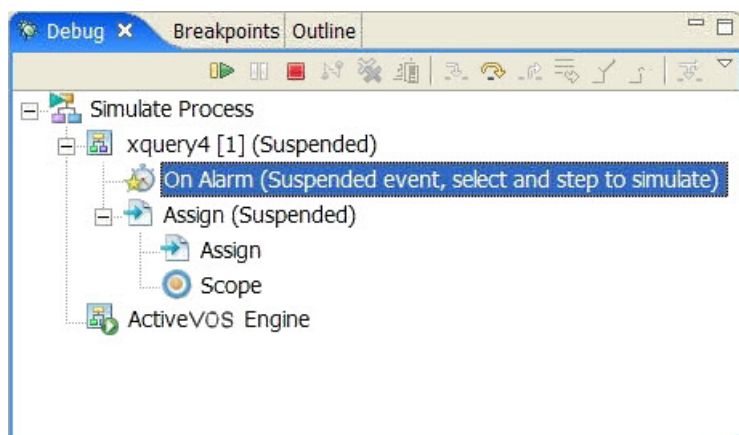 Debug Breakpoints Outline
Simulate Process
xquery4 [1] (Suspended)
On Alarm (Suspended event, select and step to simulate)
Assign (Suspended)
Assign
Scope
ActiveVOS Engine